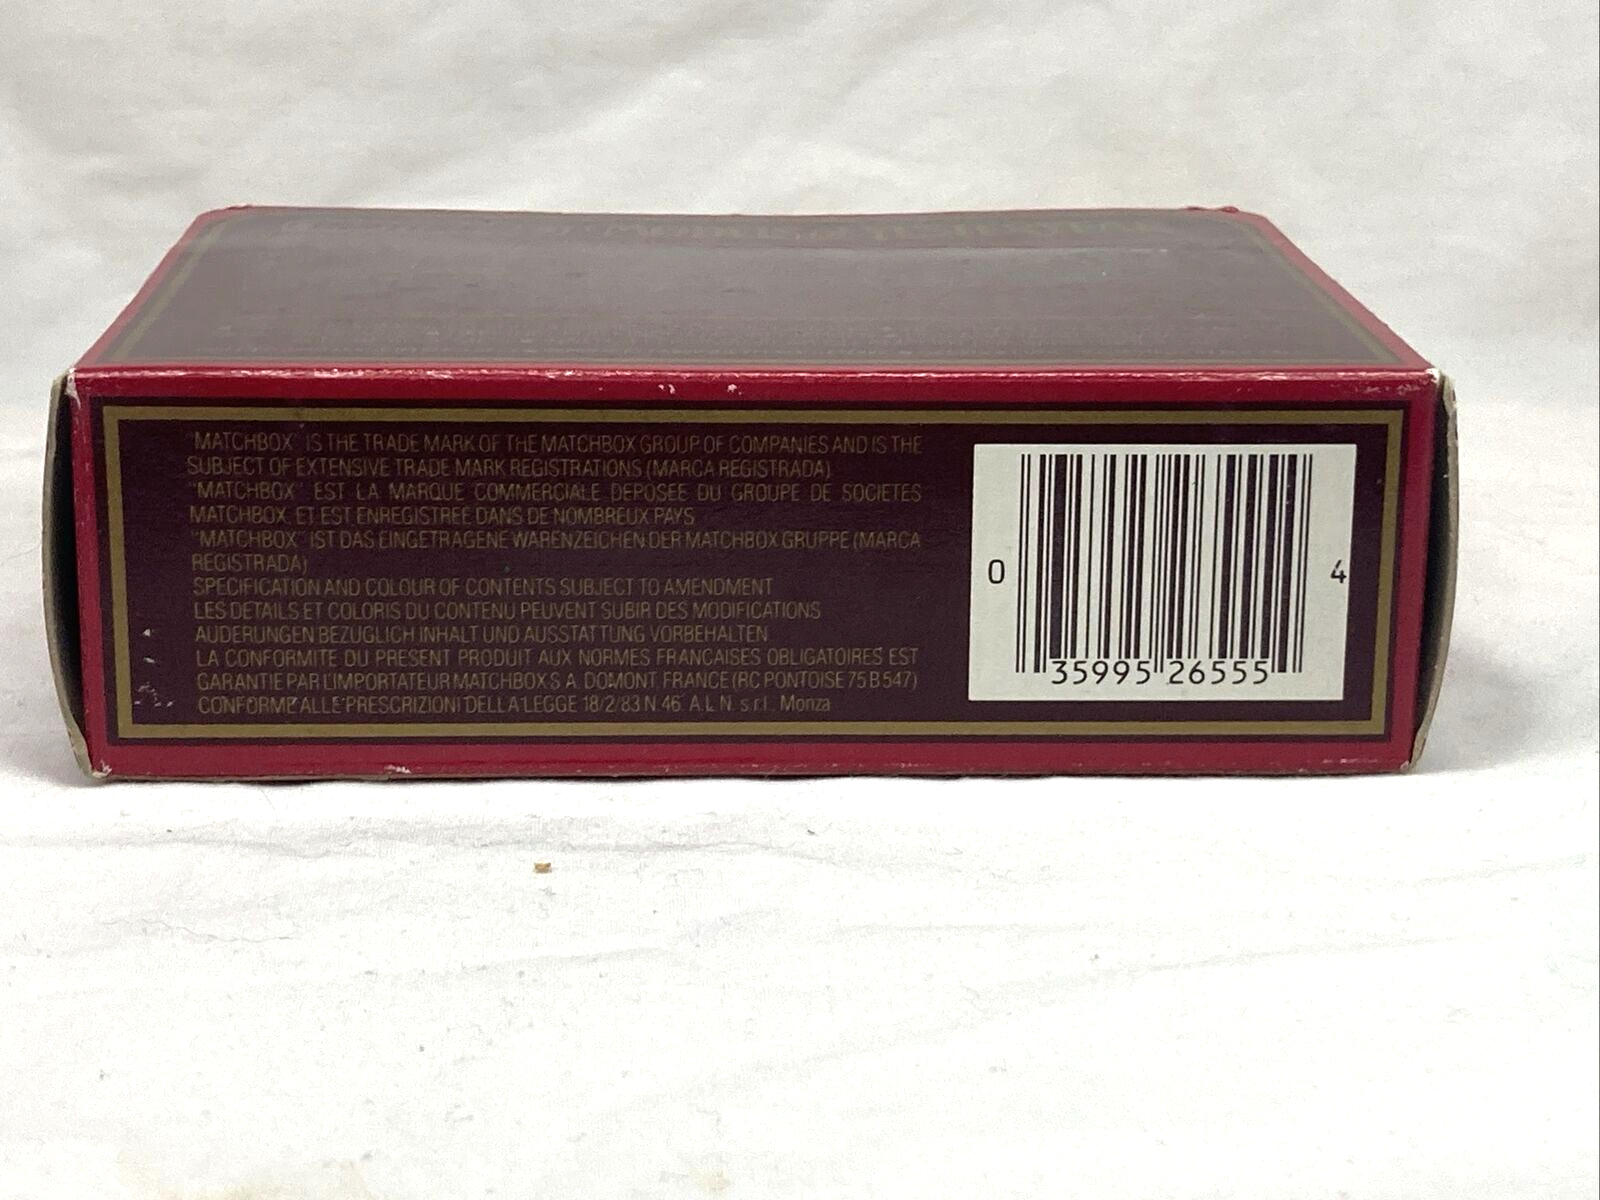 "MATCHBOX" IS THE TRADE MARK OF THE MATCHBOX GROUP OF COMPANIES AND IS THE
SUBJECT OF EXTENSIVE TRADE MARK REGISTRATIONS (MARCA REGISTRADA)
"MATCHBOX" EST LA MARQUE COMMERCIALE DEPOSEE DU GROUPE DE SOCIETES
MATCHBOX, ET EST ENREGISTREE DANS DE NOMBREUX PAYS
"MATCHBOX" IST DAS EINGETRAGENE WARENZEICHEN DER MATCHBOX GRUPPE (MARCA
REGISTRADA)
SPECIFICATION AND COLOUR OF CONTENTS SUBJECT TO AMENDMENT
LES DETAILS ET COLORIS DU CONTENU PEUVENT SUBIR DES MODIFICATIONS
AUDERUNGEN BEZUGLICH INHALT UND AUSSTATTUNG VORBEHALTEN
LA CONFORMITE DU PRESENT PRODUIT AUX NORMES FRANCAISES OBLIGATOIRES EST
GARANTIE PAR L'IMPORTATEUR MATCHBOX S.A. DOMONT FRANCE (RC PONTOISE 75 B 547)
CONFORME ALLE PRESCRIZIONI DELLA LEGGE 18/2/83 N 46 A.L.N. s.r.l. Monza
0 35995 26555 4